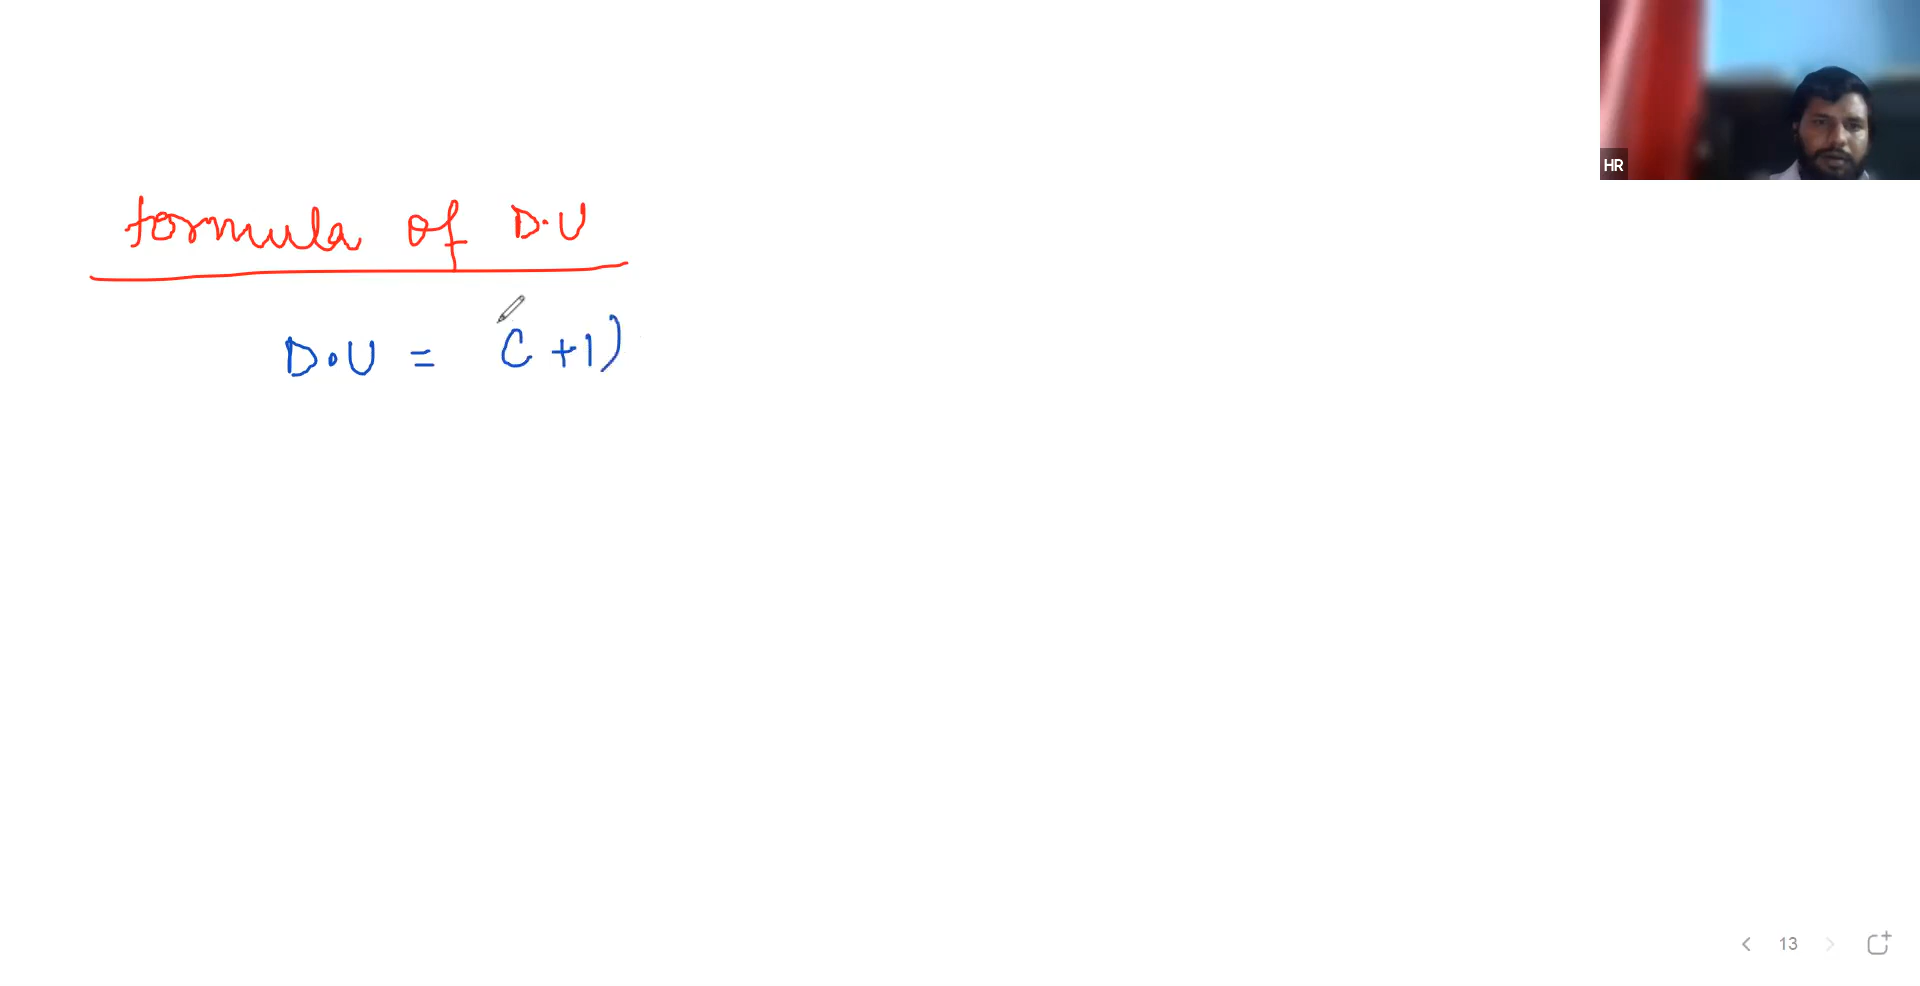 HR
formula of D.U
D.U = C +1)
13